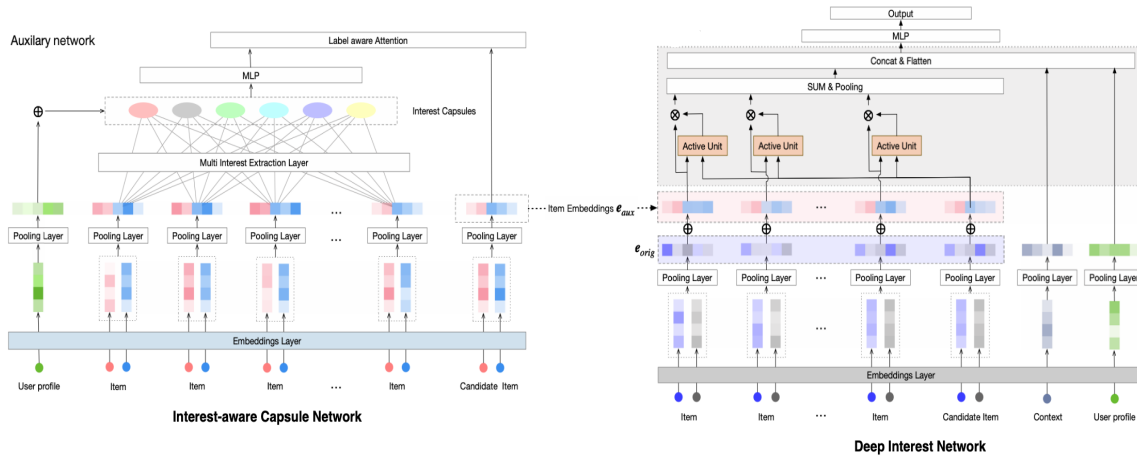 Auxilary network
Label aware Attention
MLP
Interest Capsules
Multi Interest Extraction Layer
...
Pooling Layer Pooling Layer Pooling Layer Pooling Layer ... Pooling Layer Pooling Layer
Embeddings Layer
User profile Item Item Item ... Item Candidate Item
Interest-aware Capsule Network
Output
MLP
Concat & Flatten
SUM & Pooling
Active Unit Active Unit Active Unit
Item Embeddings e_aux
...
e_orig
Pooling Layer Pooling Layer ... Pooling Layer Pooling Layer Pooling Layer Pooling Layer
...
Embeddings Layer
Item Item ... Item Candidate Item Context User profile
Deep Interest Network